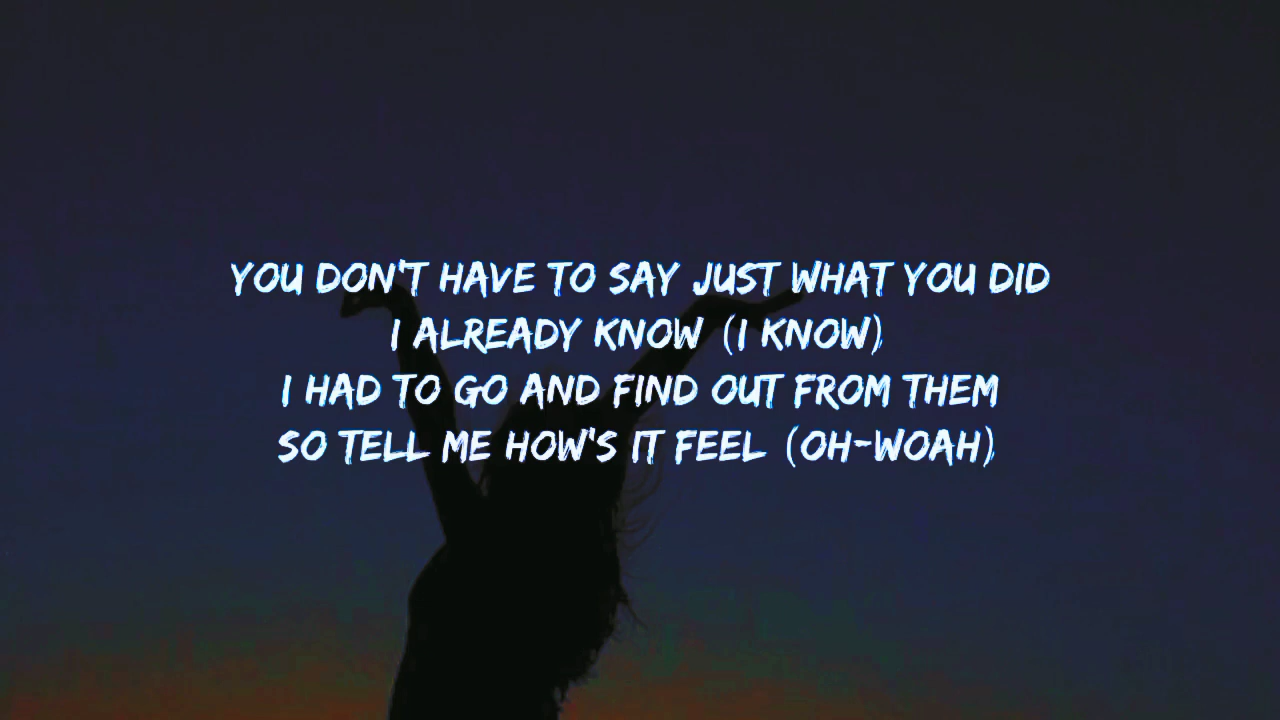 YOU DON'T HAVE TO SAY JUST WHAT YOU DID
I ALREADY KNOW (I KNOW)
I HAD TO GO AND FIND OUT FROM THEM
SO TELL ME HOW'S IT FEEL (OH-WOAH)